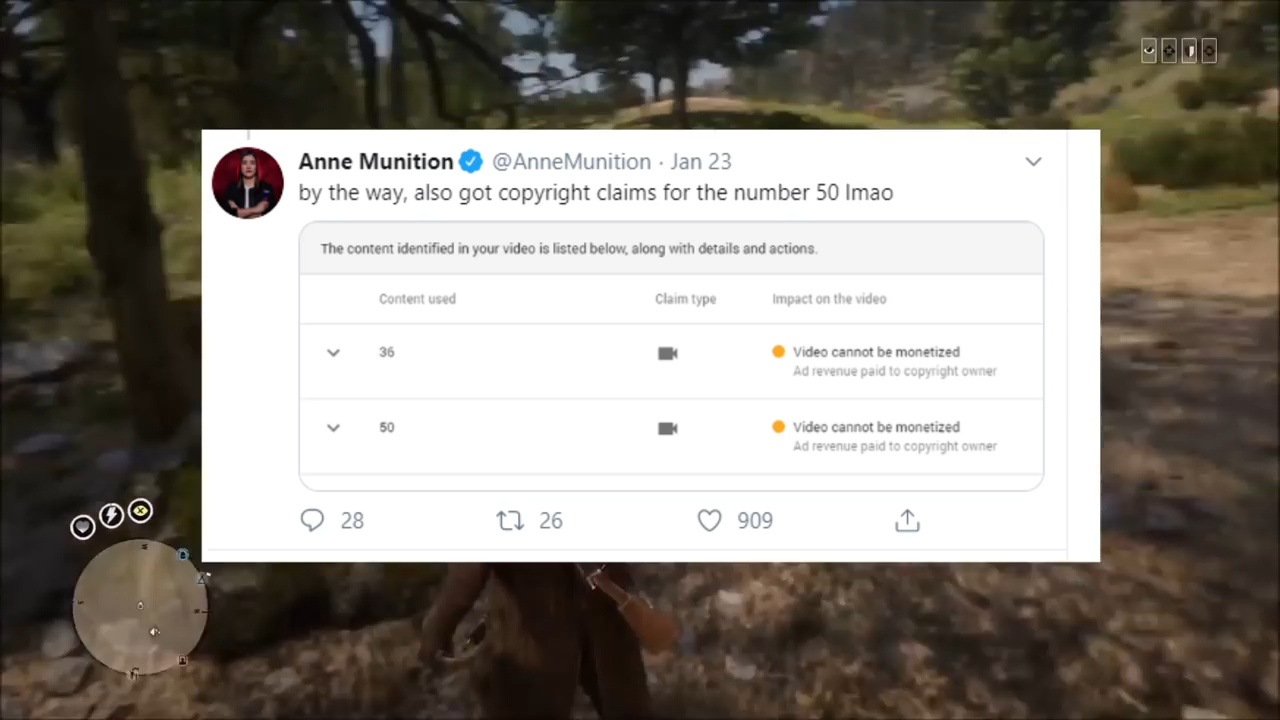 Anne Munition @AnneMunition · Jan 23
by the way, also got copyright claims for the number 50 lmao
The content identified in your video is listed below, along with details and actions.
Content used Claim type Impact on the video
36 Video cannot be monetized
Ad revenue paid to copyright owner
50 Video cannot be monetized
Ad revenue paid to copyright owner
28 26 909